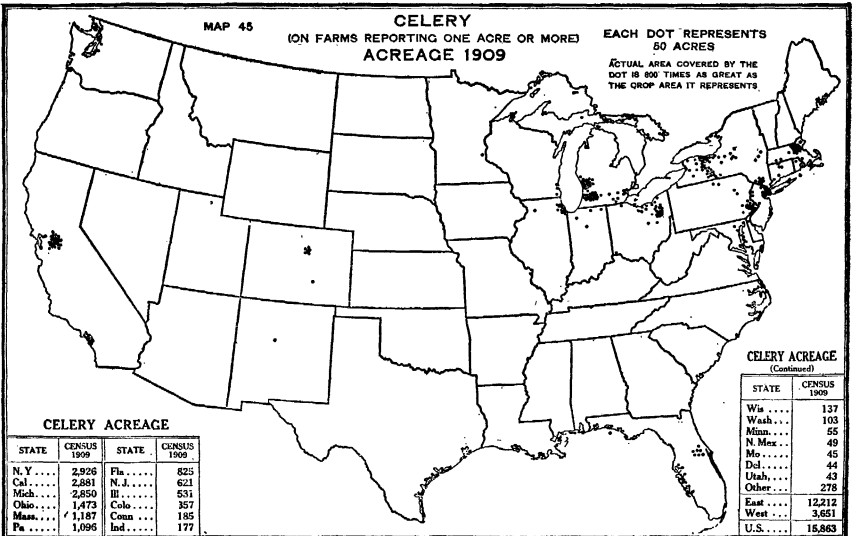 MAP 45
CELERY
(ON FARMS REPORTING ONE ACRE OR MORE)
ACREAGE 1909
EACH DOT REPRESENTS
50 ACRES
ACTUAL AREA COVERED BY THE
DOT IS 800 TIMES AS GREAT AS
THE CROP AREA IT REPRESENTS
CELERY ACREAGE
STATE CENSUS 1909 STATE CENSUS 1909
N. Y .... 2,926 Fla ..... 825
Cal ..... 2,881 N. J. .... 621
Mich .... 2,850 Ill ..... 531
Ohio .... 1,473 Colo .... 357
Mass. ... 1,187 Conn ... 185
Pa ..... 1,096 Ind .... 177
CELERY ACREAGE
(Continued)
STATE CENSUS 1909
Wis .... 137
Wash .... 103
Minn. ... 55
N. Mex .. 49
Mo ..... 45
Del ..... 44
Utah, ... 43
Other ... 278
East .... 12,212
West ... 3,651
U.S. .... 15,863